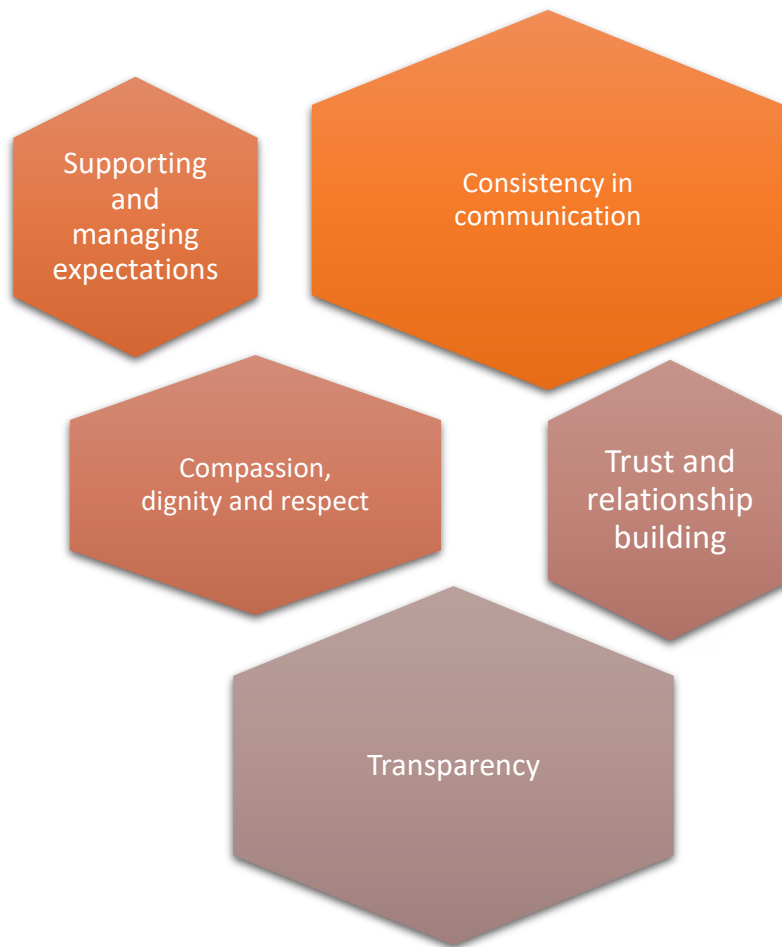 Supporting
and
managing
expectations
Consistency in
communication
Compassion,
dignity and respect
Trust and
relationship
building
Transparency